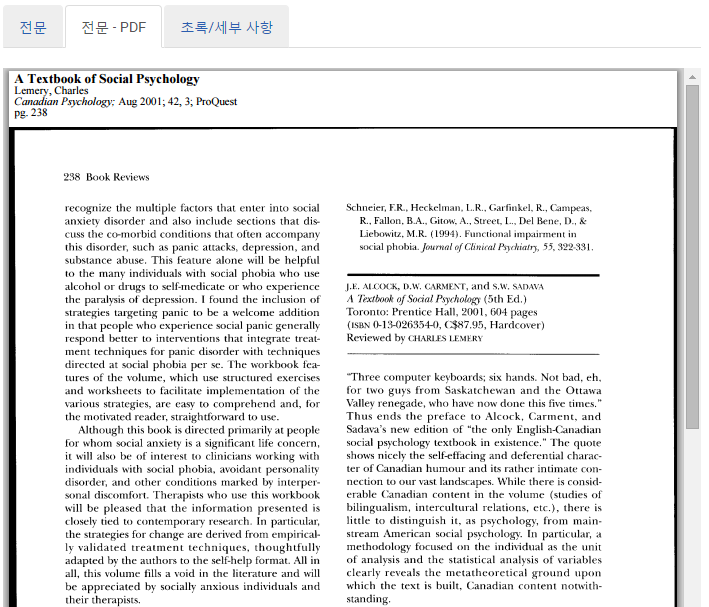 전문
전문 - PDF
초록/세부 사항
A Textbook of Social Psychology
Lemery, Charles
Canadian Psychology; Aug 2001; 42, 3; ProQuest
pg. 238
238 Book Reviews
recognize the multiple factors that enter into social
anxiety disorder and also include sections that dis-
cuss the co-morbid conditions that often accompany
this disorder, such as panic attacks, depression, and
substance abuse. This feature alone will be helpful
to the many individuals with social phobia who use
alcohol or drugs to self-medicate or who experience
the paralysis of depression. I found the inclusion of
strategies targeting panic to be a welcome addition
in that people who experience social panic generally
respond better to interventions that integrate treat-
ment techniques for panic disorder with techniques
directed at social phobia per se. The workbook fea-
tures of the volume, which use structured exercises
and worksheets to facilitate implementation of the
various strategies, are easy to comprehend and, for
the motivated reader, straightforward to use.
Although this book is directed primarily at people
for whom social anxiety is a significant life concern,
it will also be of interest to clinicians working with
individuals with social phobia, avoidant personality
disorder, and other conditions marked by interper-
sonal discomfort. Therapists who use this workbook
will be pleased that the information presented is
closely tied to contemporary research. In particular,
the strategies for change are derived from empirical-
ly validated treatment techniques, thoughtfully
adapted by the authors to the self-help format. All in
all, this volume fills a void in the literature and will
be appreciated by socially anxious individuals and
their therapists.
Schneier, F.R., Heckelman, L.R., Garfinkel, R., Campeas,
R., Fallon, B.A., Gitow, A., Street, L., Del Bene, D., &
Liebowitz, M.R. (1994). Functional impairment in
social phobia. Journal of Clinical Psychiatry, 55, 322-331.
J.E. ALCOCK, D.W. CARMENT, and S.W. SADAVA
A Textbook of Social Psychology (5th Ed.)
Toronto: Prentice Hall, 2001, 604 pages
(ISBN 0-13-026354-0, C$87.95, Hardcover)
Reviewed by CHARLES LEMERY
“Three computer keyboards; six hands. Not bad, eh,
for two guys from Saskatchewan and the Ottawa
Valley renegade, who have now done this five times.”
Thus ends the preface to Alcock, Carment, and
Sadava's new edition of “the only English-Canadian
social psychology textbook in existence.” The quote
shows nicely the self-effacing and deferential charac-
ter of Canadian humour and its rather intimate con-
nection to our vast landscapes. While there is consid-
erable Canadian content in the volume (studies of
bilingualism, intercultural relations, etc.), there is
little to distinguish it, as psychology, from main-
stream American social psychology. In particular, a
methodology focused on the individual as the unit
of analysis and the statistical analysis of variables
clearly reveals the metatheoretical ground upon
which the text is built, Canadian content notwith-
standing.